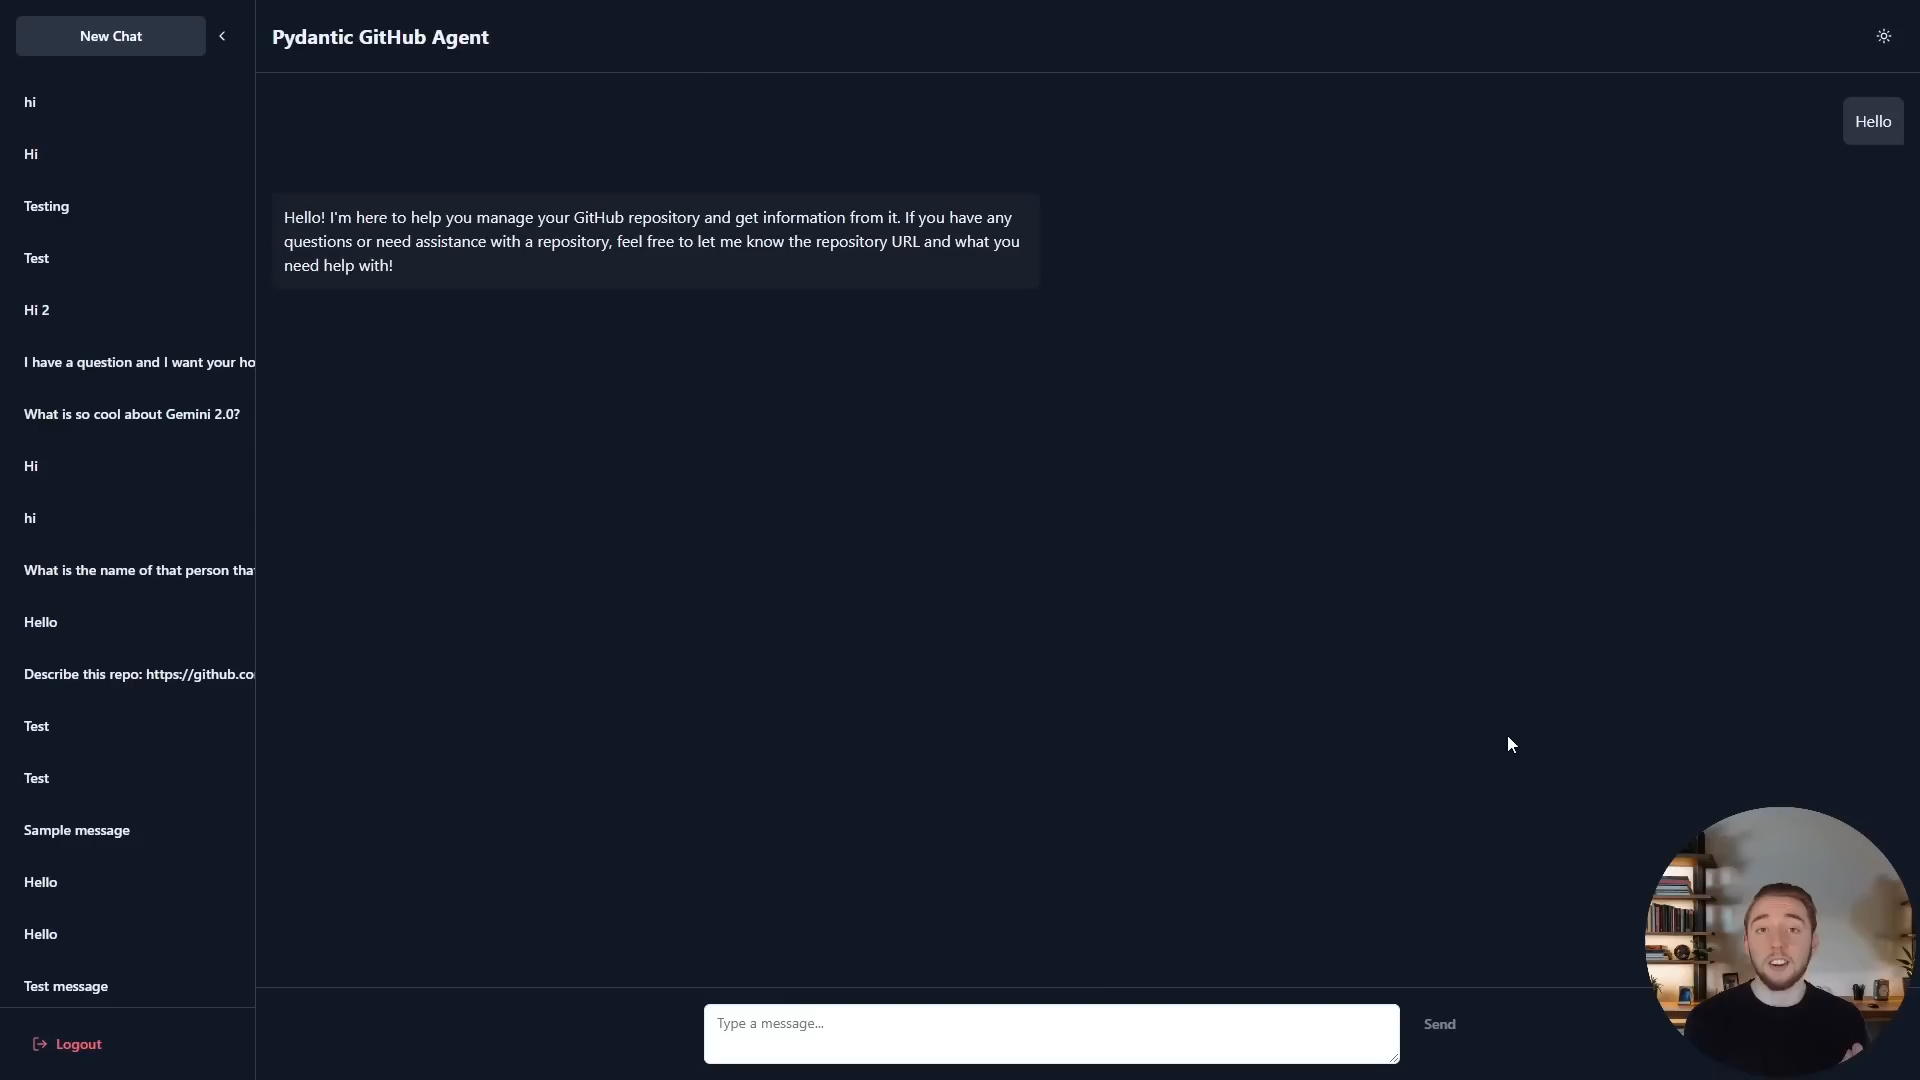 New Chat
Pydantic GitHub Agent
hi
Hi
Testing
Test
Hi 2
I have a question and I want your ho
What is so cool about Gemini 2.0?
Hi
hi
What is the name of that person tha
Hello
Describe this repo: https://github.co
Test
Test
Sample message
Hello
Hello
Test message
Logout
Hello
Hello! I'm here to help you manage your GitHub repository and get information from it. If you have any
questions or need assistance with a repository, feel free to let me know the repository URL and what you
need help with!
Type a message...
Send